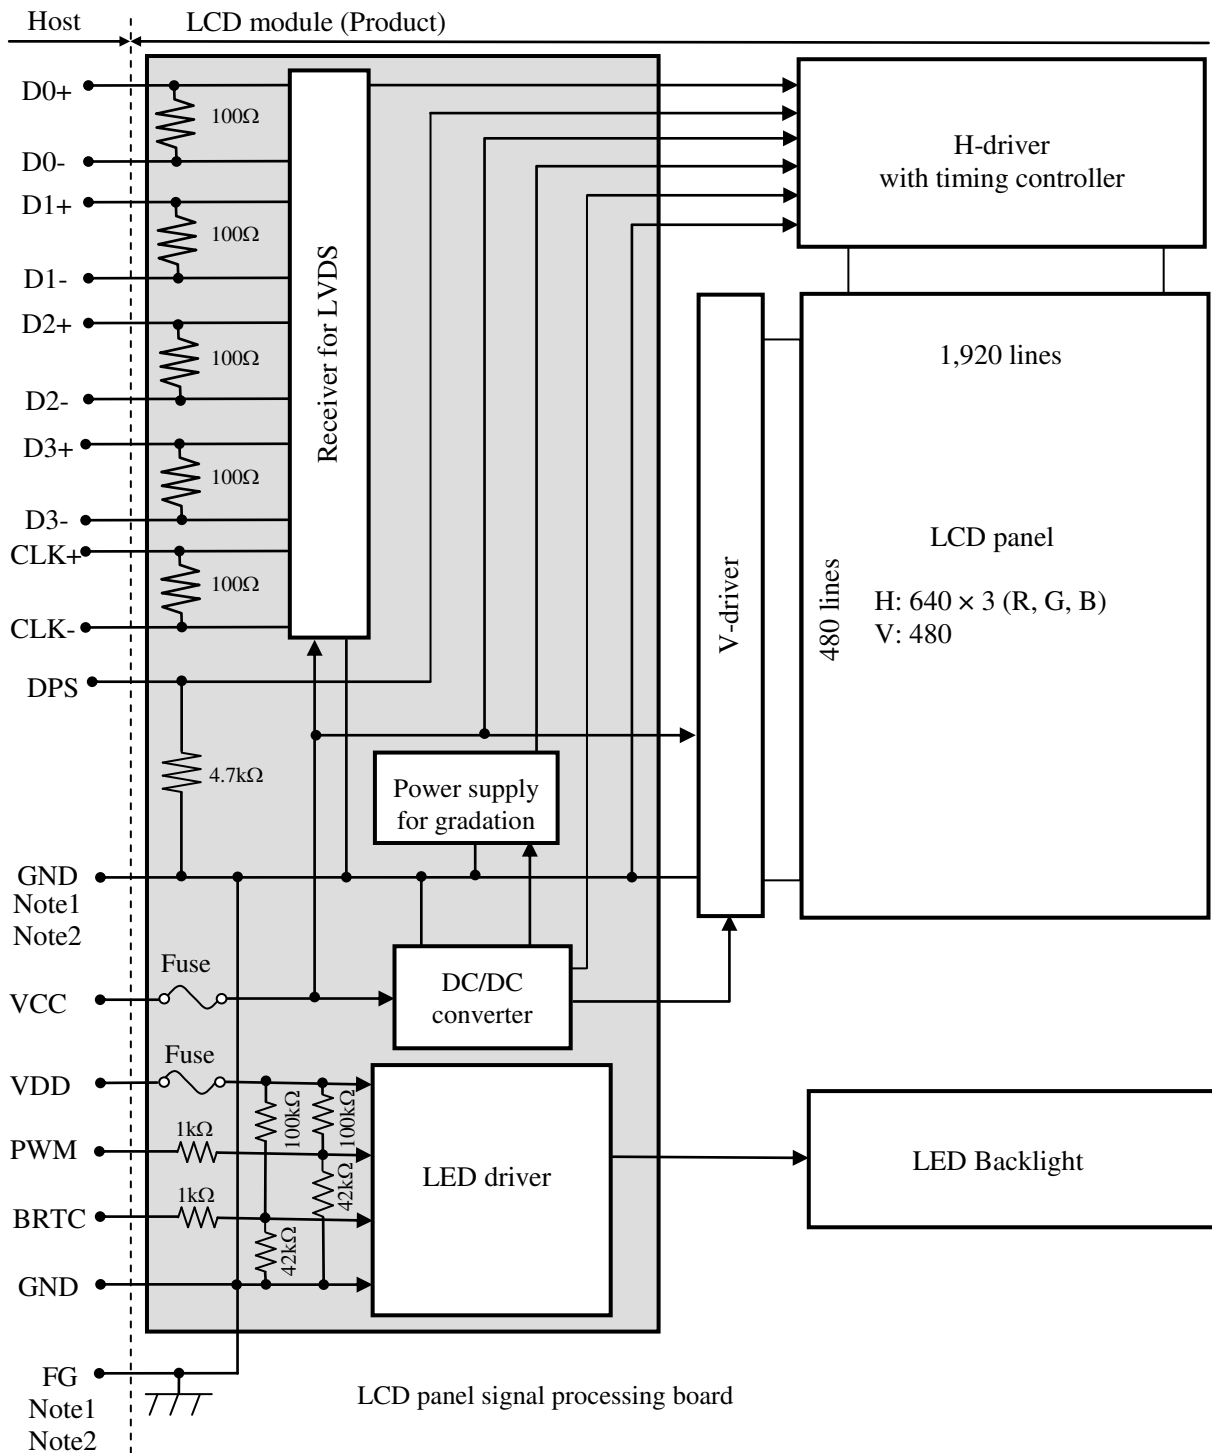 Host
LCD module (Product)
D0+
100Ω
D0-
D1+
100Ω
D1-
D2+
100Ω
D2-
D3+
100Ω
D3-
CLK+
100Ω
CLK-
Receiver for LVDS
H-driver
with timing controller
V-driver
1,920 lines
480 lines
LCD panel
H: 640 × 3 (R, G, B)
V: 480
DPS
4.7kΩ
Power supply
for gradation
GND
Note1
Note2
Fuse
VCC
DC/DC
converter
Fuse
VDD
100kΩ
100kΩ
PWM
1kΩ
42kΩ
LED driver
LED Backlight
BRTC
1kΩ
42kΩ
GND
FG
Note1
Note2
LCD panel signal processing board